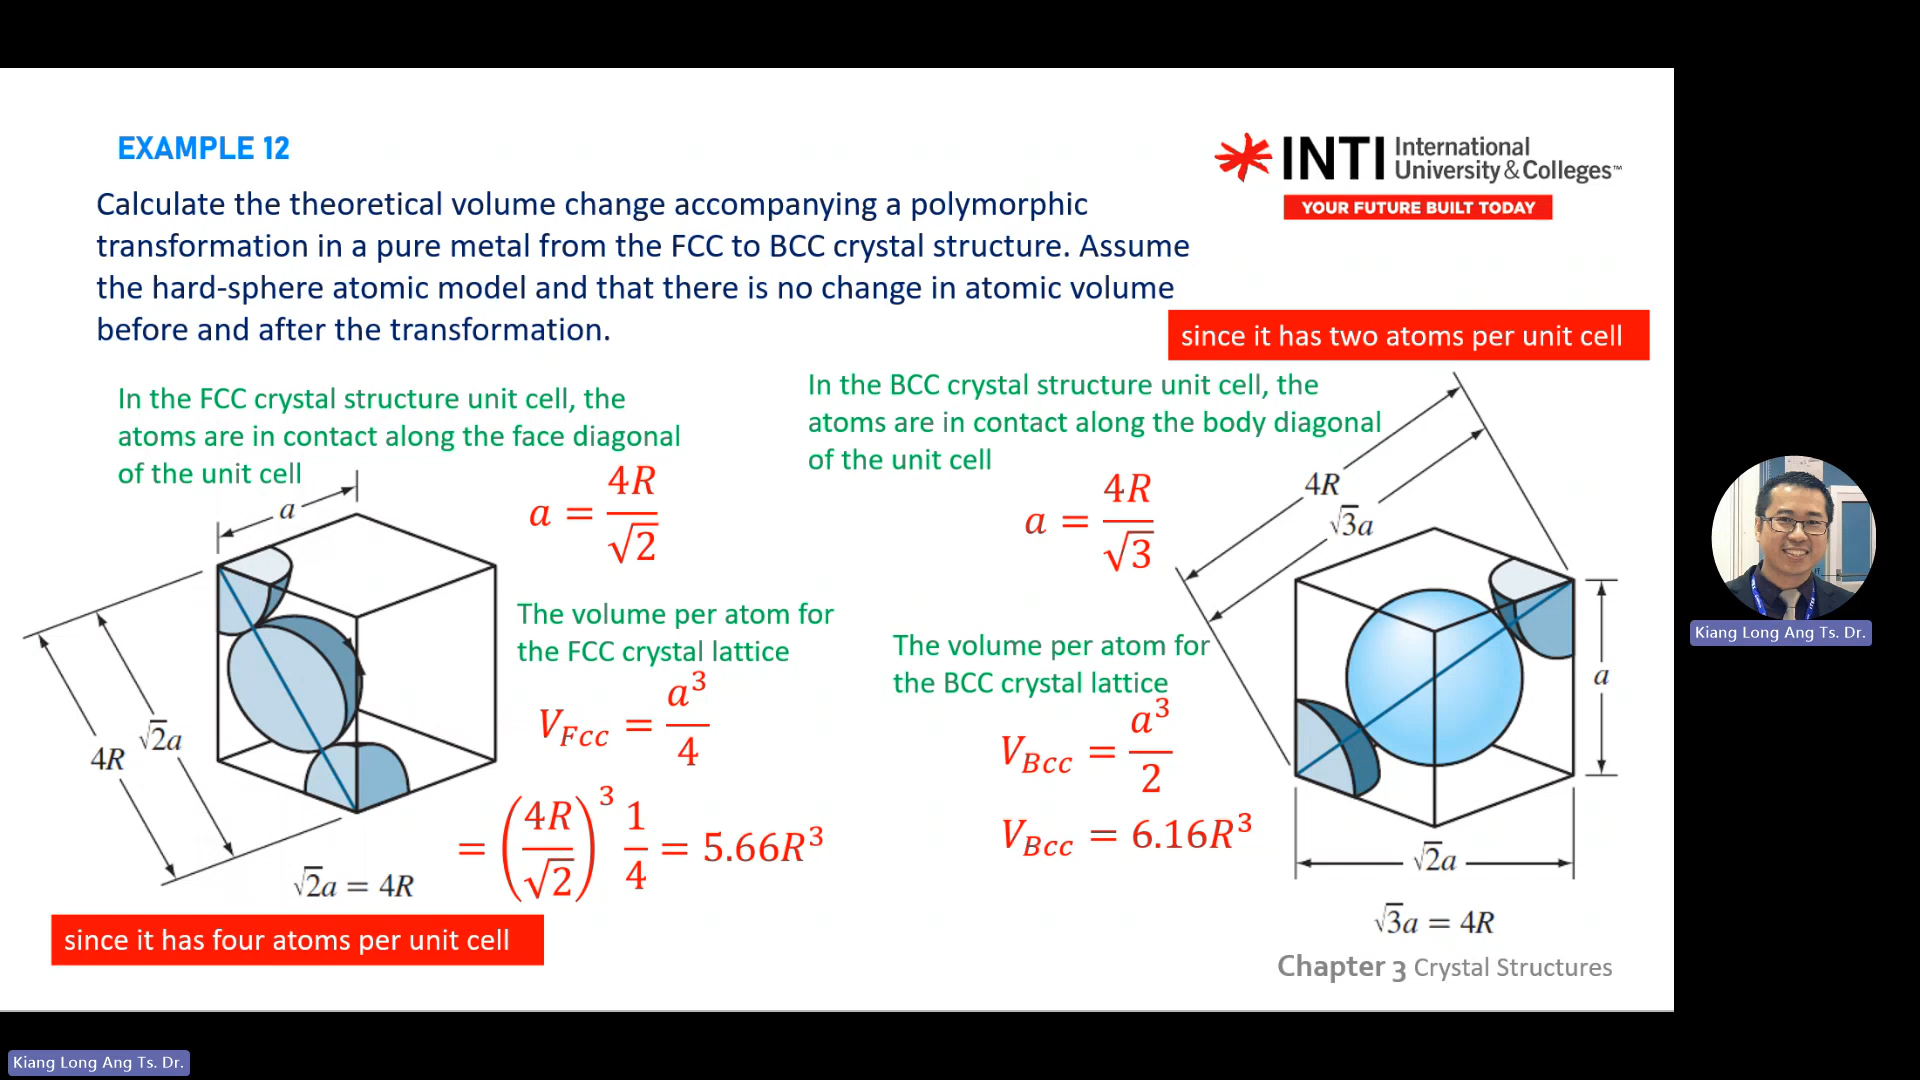 EXAMPLE 12
INTI International
University & Colleges™
YOUR FUTURE BUILT TODAY
Calculate the theoretical volume change accompanying a polymorphic
transformation in a pure metal from the FCC to BCC crystal structure. Assume
the hard-sphere atomic model and that there is no change in atomic volume
before and after the transformation.
since it has two atoms per unit cell
In the FCC crystal structure unit cell, the
atoms are in contact along the face diagonal
of the unit cell
a = 4R/√2
a
4R
√2a
The volume per atom for
the FCC crystal lattice
V_Fcc = a³/4
= (4R/√2)³ 1/4 = 5.66R³
√2a = 4R
since it has four atoms per unit cell
In the BCC crystal structure unit cell, the
atoms are in contact along the body diagonal
of the unit cell
a = 4R/√3
4R
√3a
The volume per atom for
the BCC crystal lattice
V_Bcc = a³/2
V_Bcc = 6.16R³
a
√2a
√3a = 4R
Chapter 3 Crystal Structures
Kiang Long Ang Ts. Dr.
Kiang Long Ang Ts. Dr.